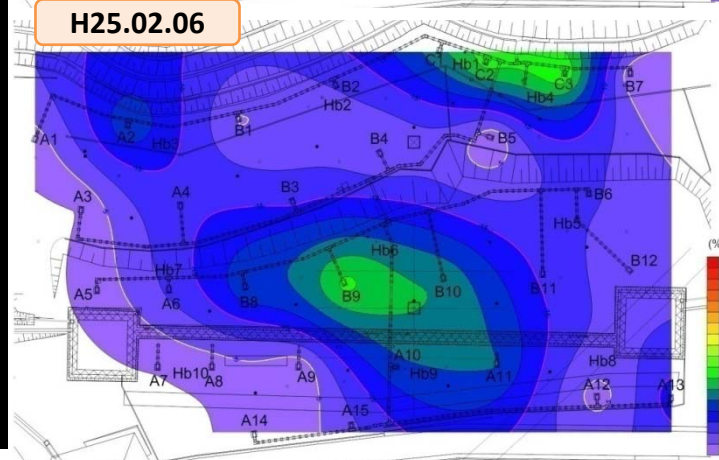 H25.02.06
C1 Hb1 C2 C3 B7
B2 Hb4
Hb2
A1 A2 Hb3 B1 B4 B5
A3 A4 B3 B6
Hb5
Hb6
Hb7 B12
A5 A6 B8 B9 B10 B11
(%
A10 Hb8
A7 Hb10 A8 A9 Hb9 A11 A12 A13
A14 A15